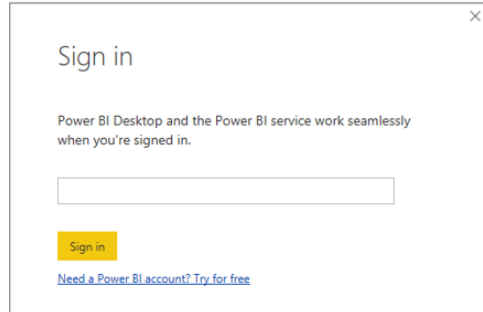 Sign in
Power BI Desktop and the Power BI service work seamlessly
when you're signed in.
Sign in
Need a Power BI account? Try for free